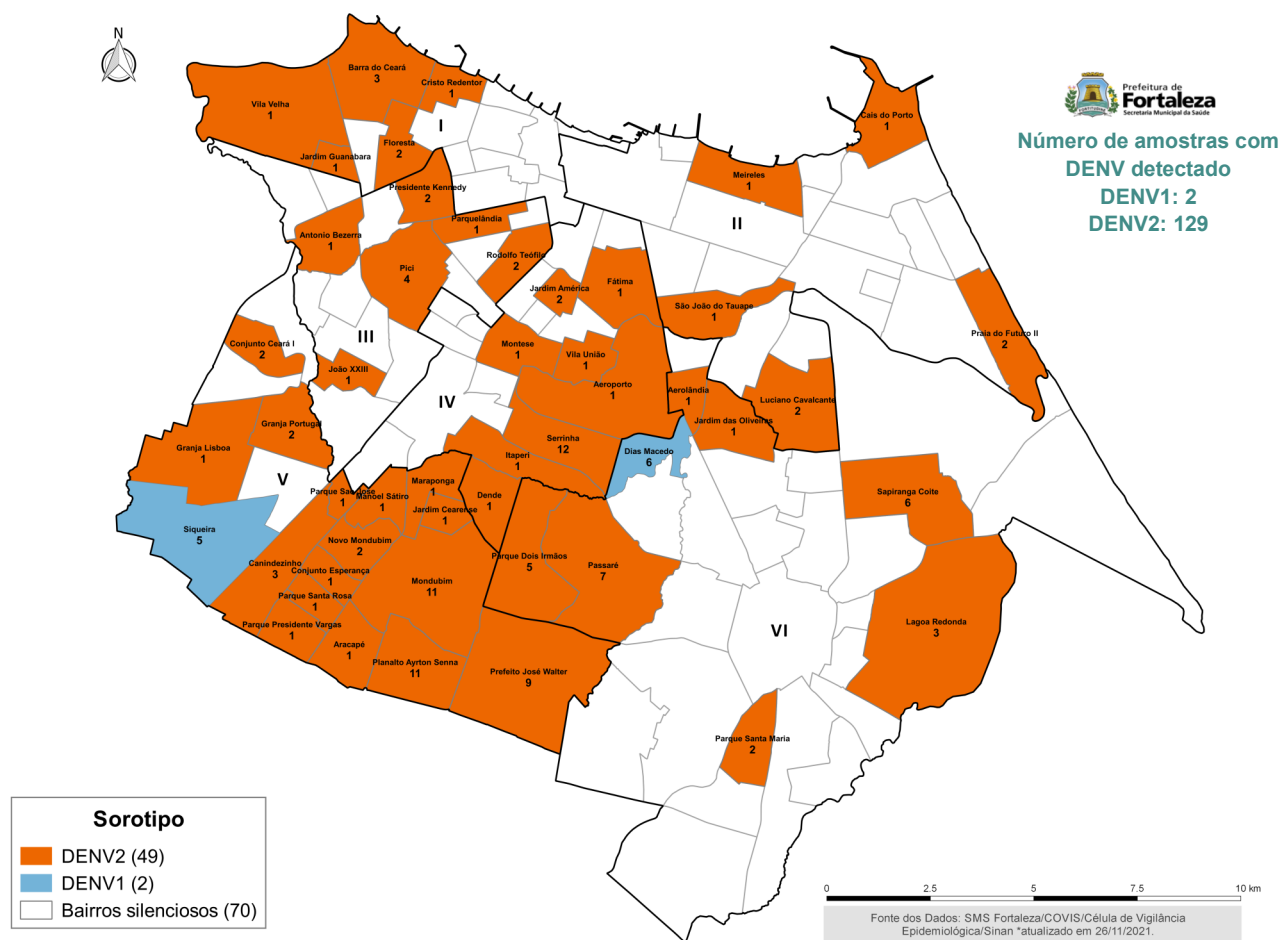 N
Prefeitura de
Fortaleza
Secretaria Municipal da Saúde
Número de amostras com
DENV detectado
DENV1: 2
DENV2: 129
Barra do Ceará
3
Cristo Redentor
1
Vila Velha
1
I
Floresta
2
Jardim Guanabara
1
Cais do Porto
1
Meireles
1
II
Presidente Kennedy
2
Parquelândia
1
Antonio Bezerra
1
Pici
4
Rodolfo Teófilo
2
Jardim América
2
Fátima
1
São João do Tauape
1
Praia do Futuro II
2
Conjunto Ceará I
2
III
João XXIII
1
Montese
1
Vila União
1
Aeroporto
1
Aerolândia
1
Luciano Cavalcante
2
Jardim das Oliveiras
1
IV
Granja Portugal
2
Granja Lisboa
1
Serrinha
12
Itaperi
1
Dias Macedo
6
V
Siqueira
5
Parque Sao Jose
1
Manoel Sátiro
1
Maraponga
1
Jardim Cearense
1
Dende
1
Sapiranga Coite
6
Novo Mondubim
2
Canindezinho
3
Conjunto Esperança
1
Mondubim
11
Parque Dois Irmãos
5
Passaré
7
Parque Santa Rosa
1
Parque Presidente Vargas
1
Aracapé
1
Planalto Ayrton Senna
11
Prefeito José Walter
9
VI
Lagoa Redonda
3
Parque Santa Maria
2
Sorotipo
DENV2 (49)
DENV1 (2)
Bairros silenciosos (70)
0 2.5 5 7.5 10 km
Fonte dos Dados: SMS Fortaleza/COVIS/Célula de Vigilância
Epidemiológica/Sinan *atualizado em 26/11/2021.